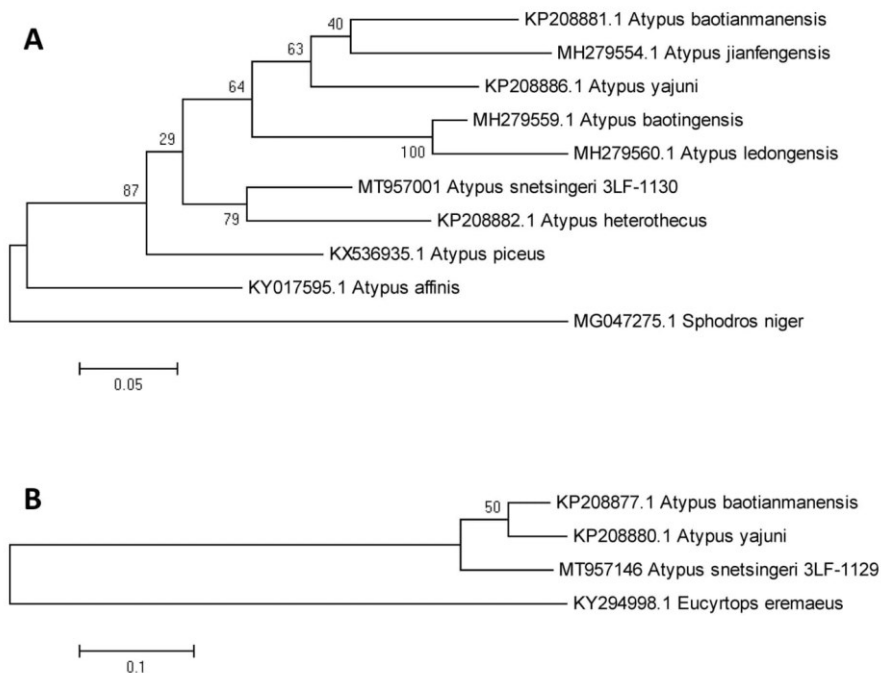 A
40
KP208881.1 Atypus baotianmanensis
63
MH279554.1 Atypus jianfengensis
64
KP208886.1 Atypus yajuni
MH279559.1 Atypus baotingensis
29
100
MH279560.1 Atypus ledongensis
87
MT957001 Atypus snetsingeri 3LF-1130
79
KP208882.1 Atypus heterothecus
KX536935.1 Atypus piceus
KY017595.1 Atypus affinis
MG047275.1 Sphodros niger
0.05
B
50
KP208877.1 Atypus baotianmanensis
KP208880.1 Atypus yajuni
MT957146 Atypus snetsingeri 3LF-1129
KY294998.1 Eucyrtops eremaeus
0.1